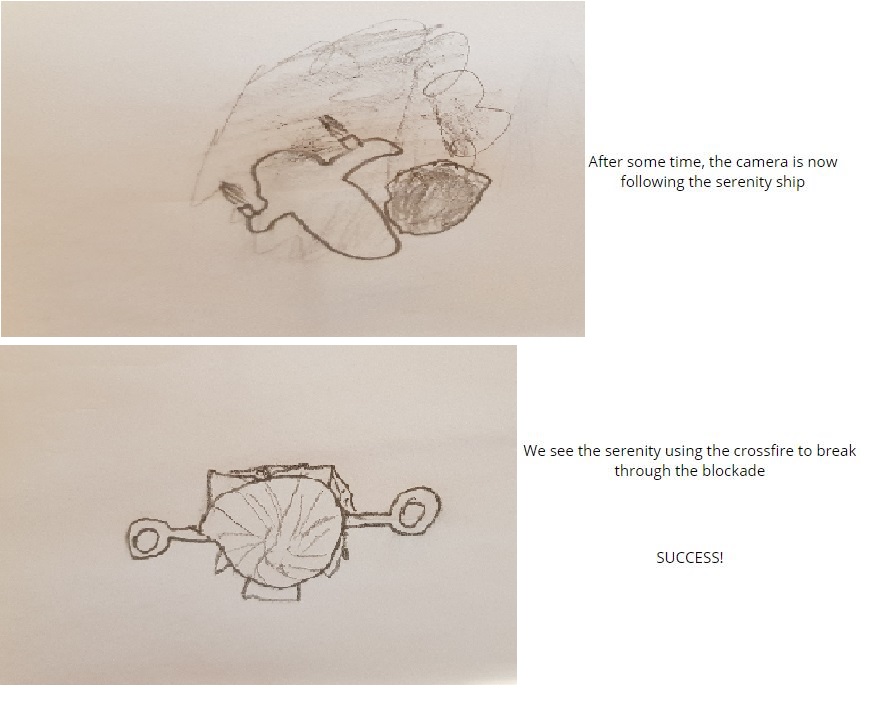 After some time, the camera is now
following the serenity ship
We see the serenity using the crossfire to break
through the blockade
SUCCESS!